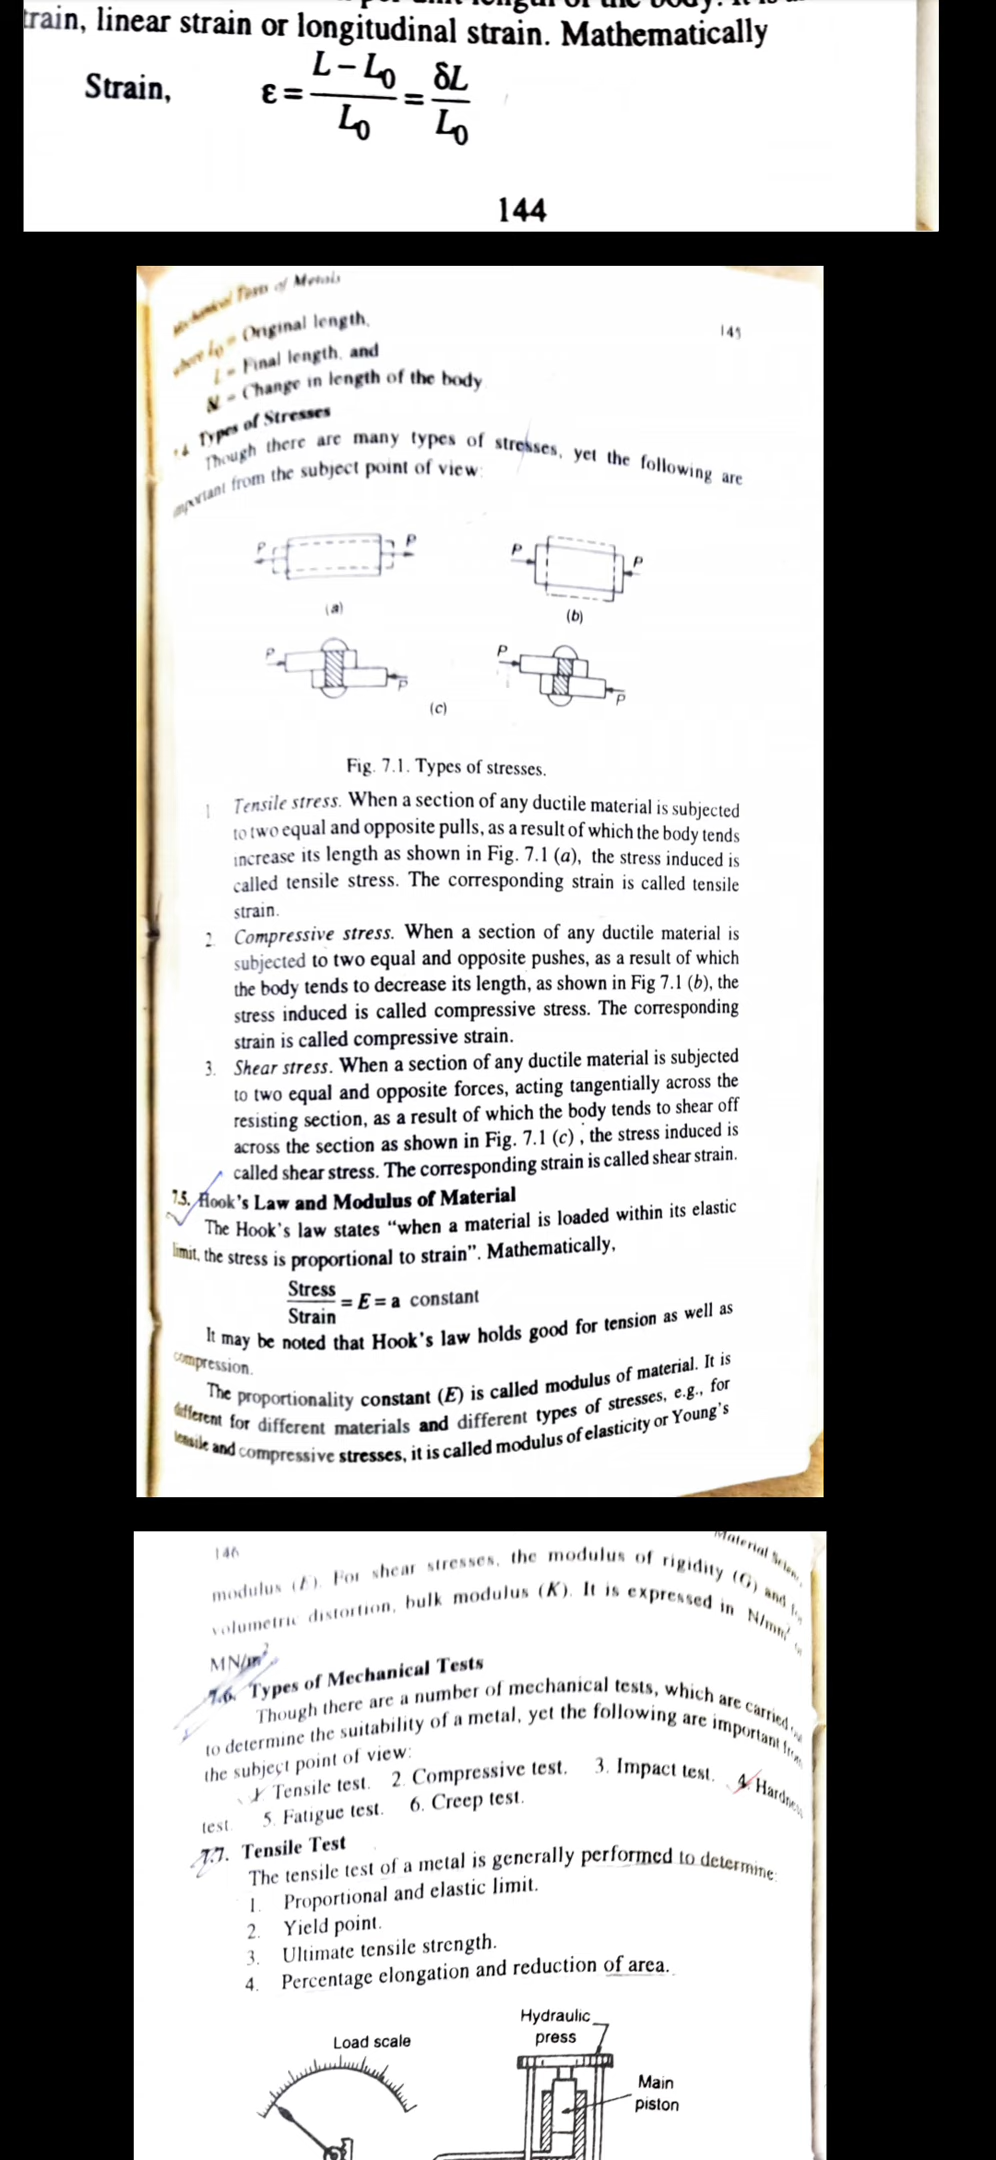 train, linear strain or longitudinal strain. Mathematically
Strain, ε = L – L0 / L0 = δL / L0
144
Mechanical Tests of Metals
145
where L0 = Original length,
L = Final length, and
δL = Change in length of the body
Types of Stresses
Though there are many types of stresses, yet the following are
important from the subject point of view:
P P
P P
(a)
(b)
P P
P P
(c)
Fig. 7.1. Types of stresses.
1 Tensile stress. When a section of any ductile material is subjected
to two equal and opposite pulls, as a result of which the body tends
increase its length as shown in Fig. 7.1 (a), the stress induced is
called tensile stress. The corresponding strain is called tensile
strain.
2. Compressive stress. When a section of any ductile material is
subjected to two equal and opposite pushes, as a result of which
the body tends to decrease its length, as shown in Fig 7.1 (b), the
stress induced is called compressive stress. The corresponding
strain is called compressive strain.
3. Shear stress. When a section of any ductile material is subjected
to two equal and opposite forces, acting tangentially across the
resisting section, as a result of which the body tends to shear off
across the section as shown in Fig. 7.1 (c), the stress induced is
called shear stress. The corresponding strain is called shear strain.
7.5. Hook's Law and Modulus of Material
The Hook's law states "when a material is loaded within its elastic
limit, the stress is proportional to strain". Mathematically,
Stress / Strain = E = a constant
It may be noted that Hook's law holds good for tension as well as
compression.
The proportionality constant (E) is called modulus of material. It is
different for different materials and different types of stresses, e.g., for
tensile and compressive stresses, it is called modulus of elasticity or Young's
146
Material Scien
modulus (E). For shear stresses, the modulus of rigidity (G) and for
volumetric distortion, bulk modulus (K). It is expressed in N/mm² or
MN/m²
7.6. Types of Mechanical Tests
Though there are a number of mechanical tests, which are carried out
to determine the suitability of a metal, yet the following are important from
the subject point of view:
Tensile test. 2. Compressive test. 3. Impact test. 4. Hardness
test. 5. Fatigue test. 6. Creep test.
7.7. Tensile Test
The tensile test of a metal is generally performed to determine:
1. Proportional and elastic limit.
2. Yield point.
3. Ultimate tensile strength.
4. Percentage elongation and reduction of area.
Load scale
Hydraulic
press
Main
piston